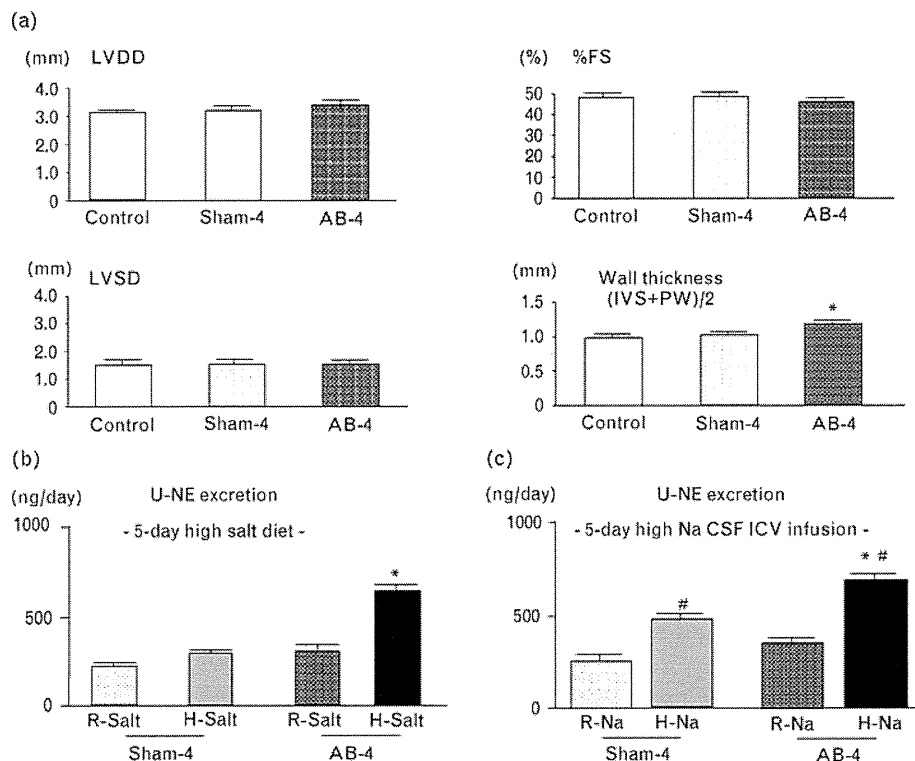 (a)
(mm) LVDD
4.0
3.0
2.0
1.0
0
Control Sham-4 AB-4
(%) %FS
50
40
30
20
10
0
Control Sham-4 AB-4
(mm) LVSD
4.0
3.0
2.0
1.0
0
Control Sham-4 AB-4
(mm) Wall thickness
(IVS+PW)/2
1.5
1.0
0.5
0
*
Control Sham-4 AB-4
(b)
(ng/day) U-NE excretion
- 5-day high salt diet -
1000
500
0
*
R-Salt H-Salt R-Salt H-Salt
Sham-4 AB-4
(c)
(ng/day) U-NE excretion
- 5-day high Na CSF ICV infusion -
1000
500
0
#
* #
R-Na H-Na R-Na H-Na
Sham-4 AB-4